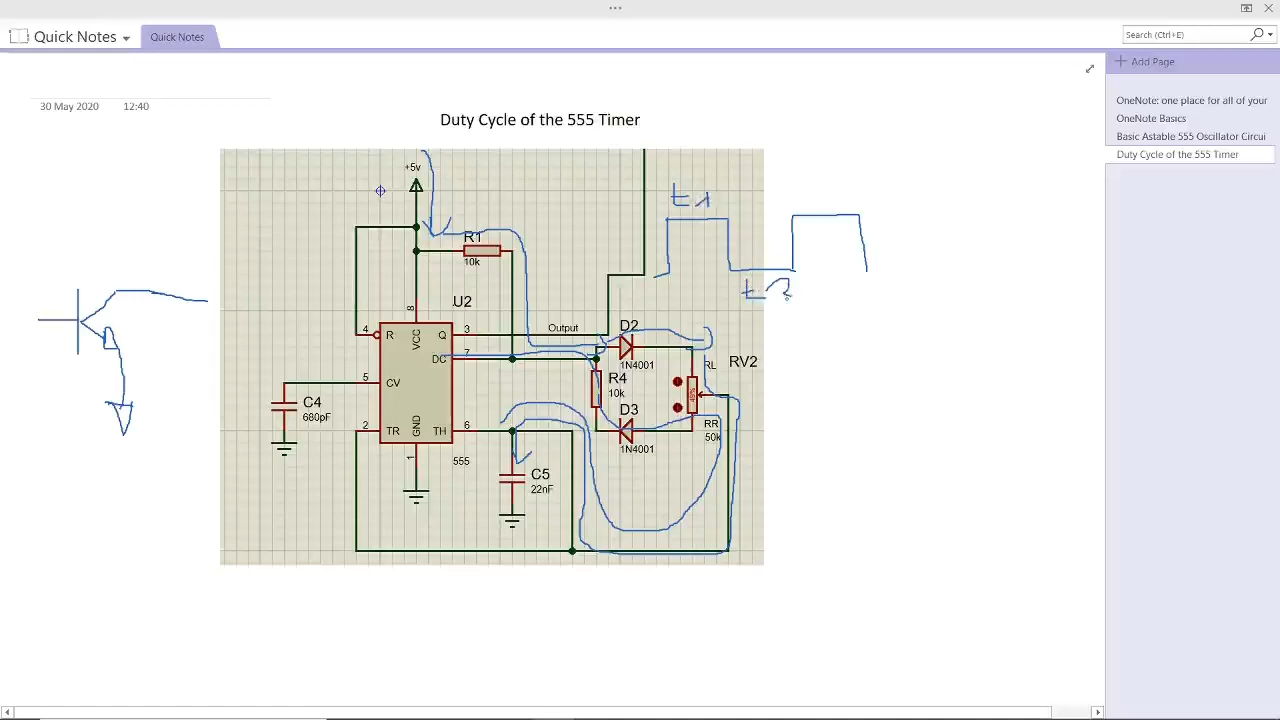 Quick Notes
Quick Notes
Search (Ctrl+E)
Add Page
30 May 2020 12:40
OneNote: one place for all of your
OneNote Basics
Basic Astable 555 Oscillator Circui
Duty Cycle of the 555 Timer
Duty Cycle of the 555 Timer
+5v
t1
R1
10k
t2
U2
8
4
R
VCC
Q
3
Output
D2
DC
7
1N4001
RL
RV2
5
CV
R4
10k
48%
C4
680pF
D3
RR
50k
2
TR
GND
TH
6
1N4001
1
555
C5
22nF